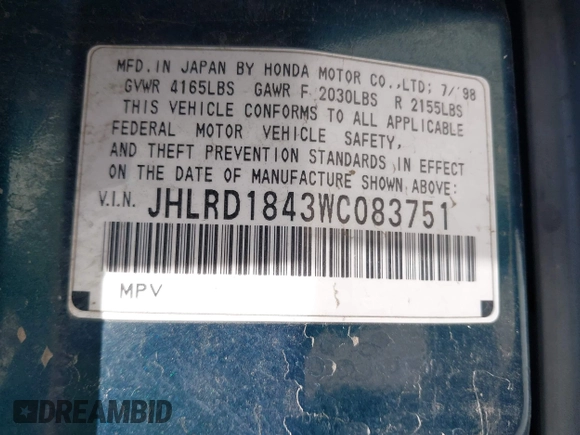 MFD. IN JAPAN BY HONDA MOTOR CO.,LTD; 7/'98
GVWR 4165LBS GAWR F 2030LBS R 2155LBS
THIS VEHICLE CONFORMS TO ALL APPLICABLE
FEDERAL MOTOR VEHICLE SAFETY,
AND THEFT PREVENTION STANDARDS IN EFFECT
ON THE DATE OF MANUFACTURE SHOWN ABOVE:
V.I.N. JHLRD1843WC083751
MPV
DREAMBID